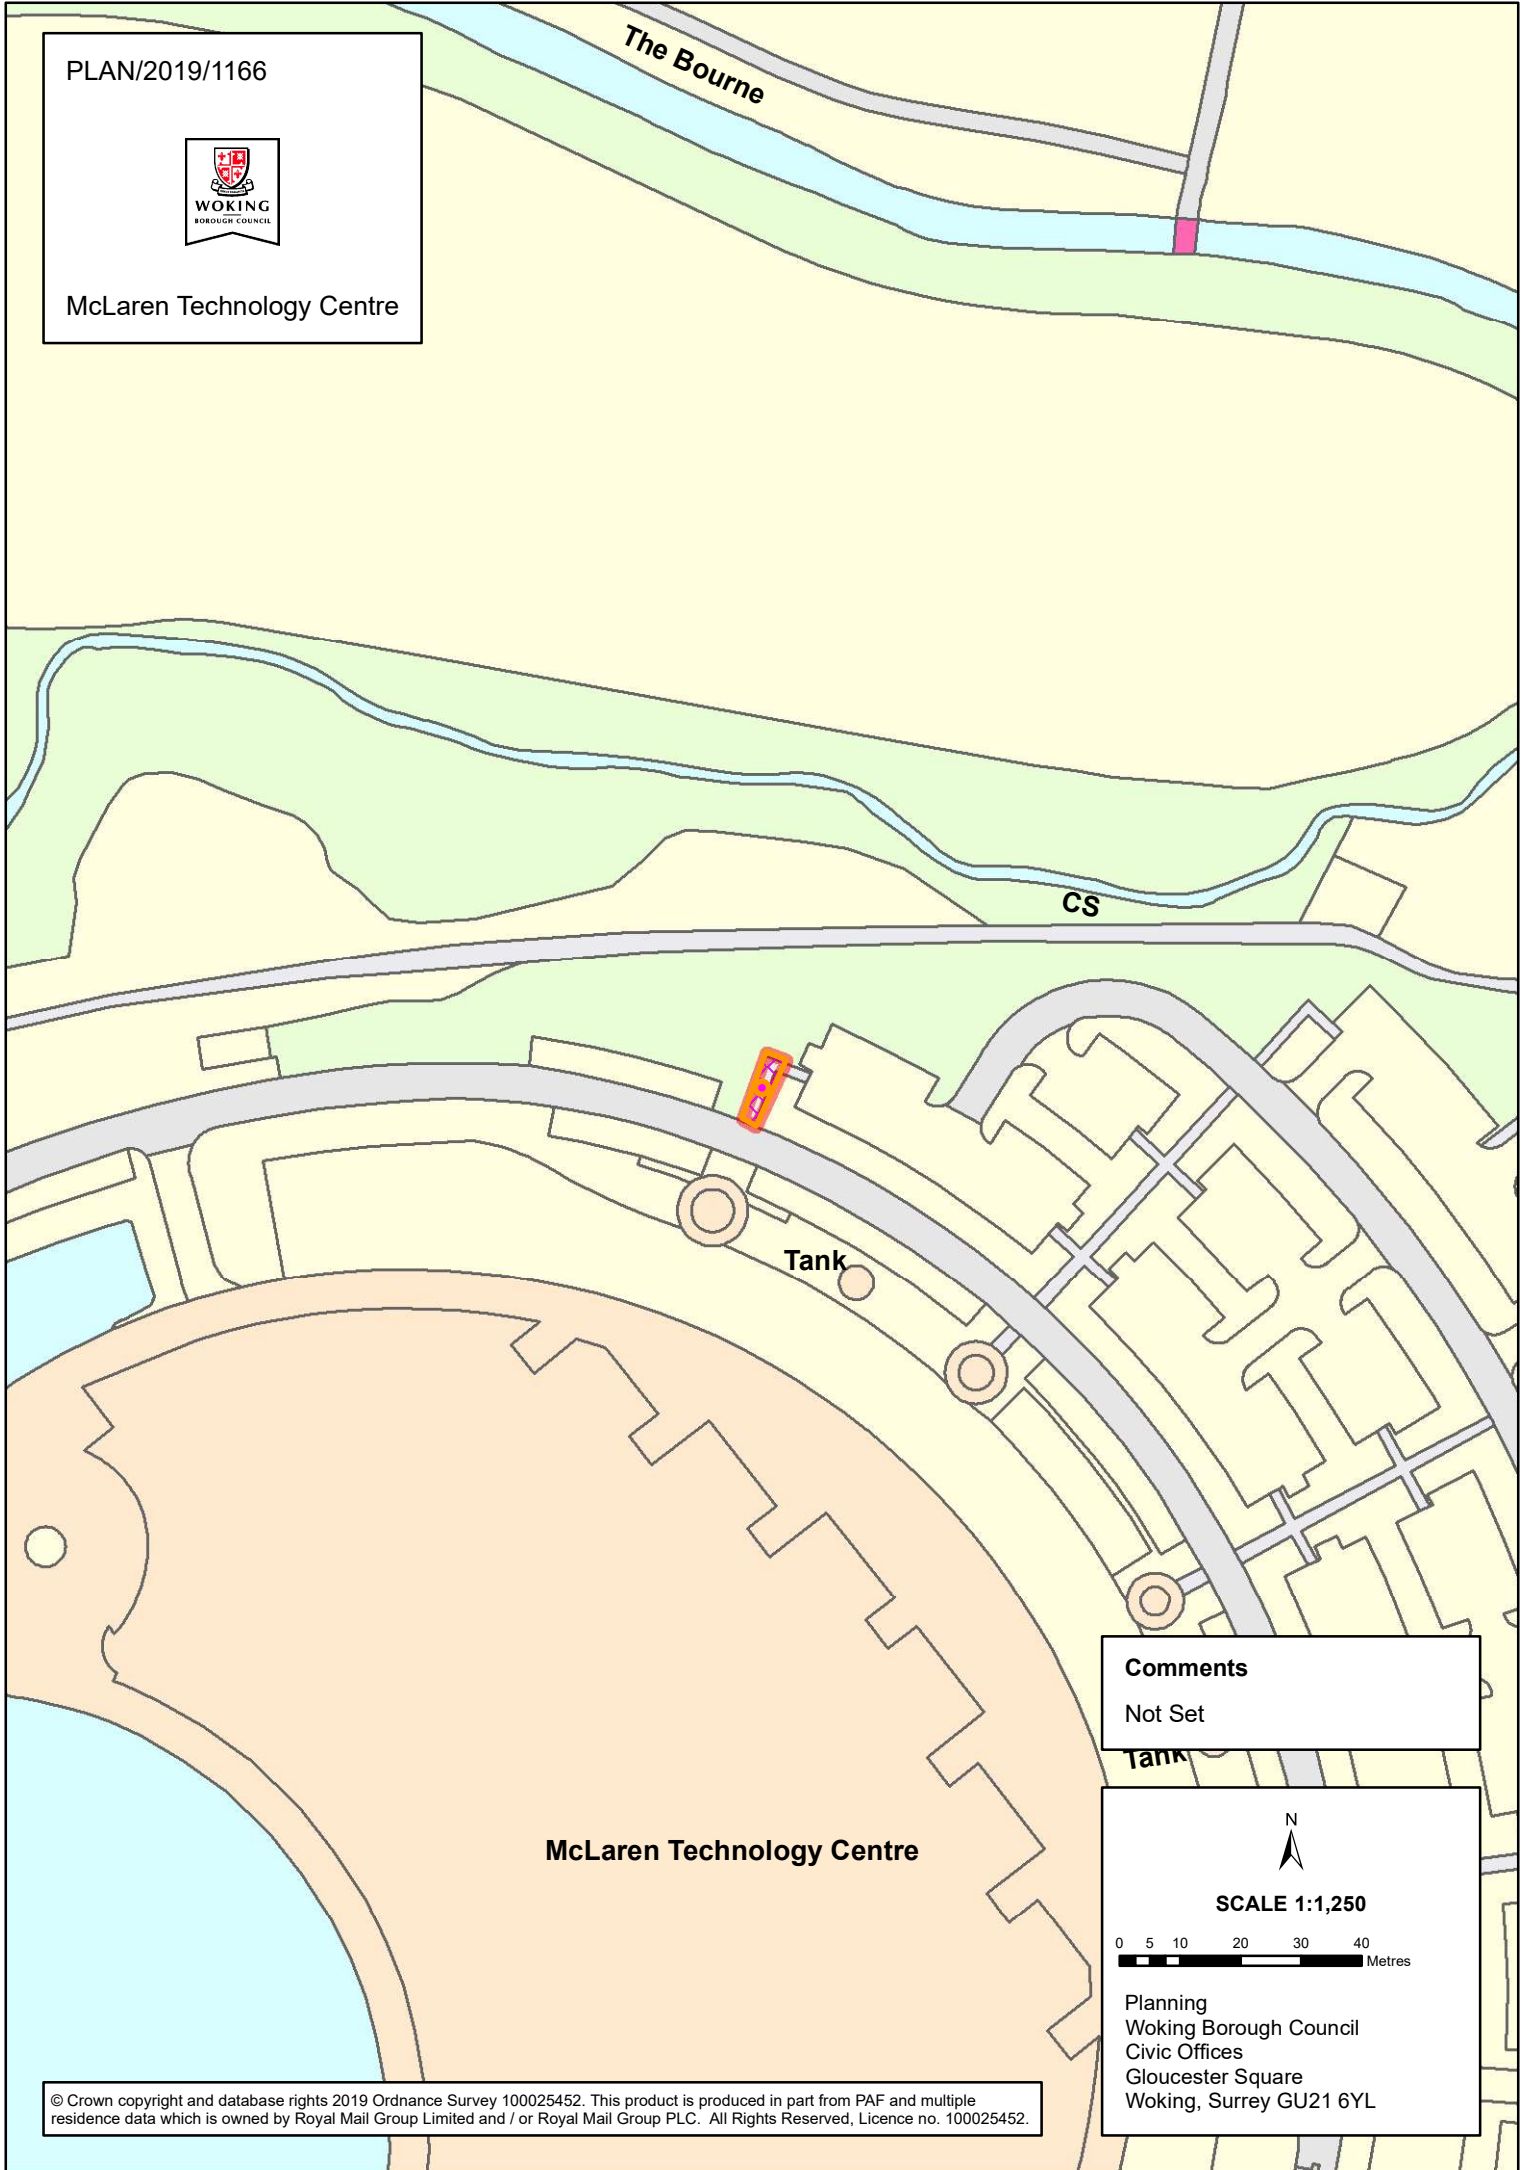 PLAN/2019/1166
WOKING
BOROUGH COUNCIL
McLaren Technology Centre
The Bourne
CS
Tank
Comments
Not Set
Tank
McLaren Technology Centre
N
SCALE 1:1,250
0 5 10 20 30 40
Metres
Planning
Woking Borough Council
Civic Offices
Gloucester Square
Woking, Surrey GU21 6YL
© Crown copyright and database rights 2019 Ordnance Survey 100025452. This product is produced in part from PAF and multiple
residence data which is owned by Royal Mail Group Limited and / or Royal Mail Group PLC. All Rights Reserved, Licence no. 100025452.